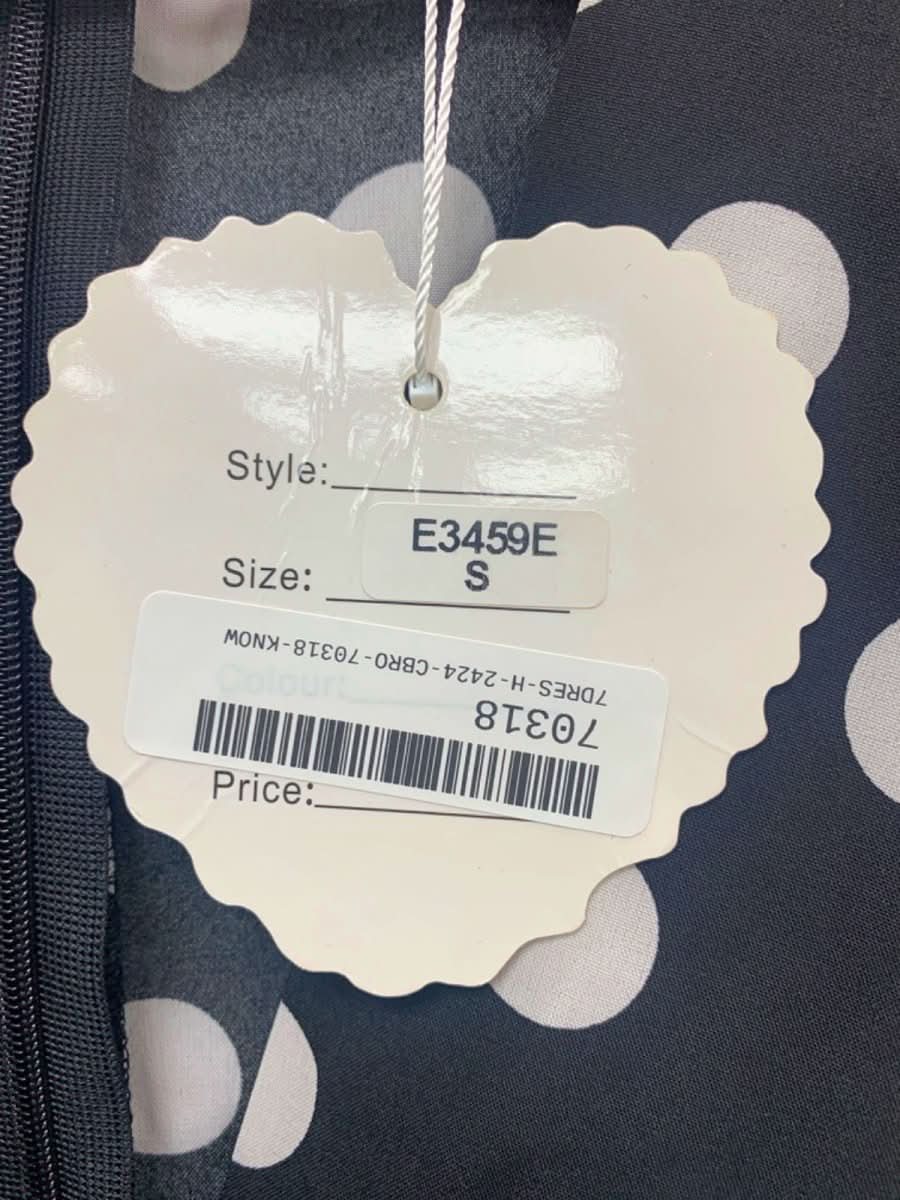 Style:
E3459E
S
Size:
7DRES-H-2424-CBRO-70318-KNOW
70318
Colour:
Price: